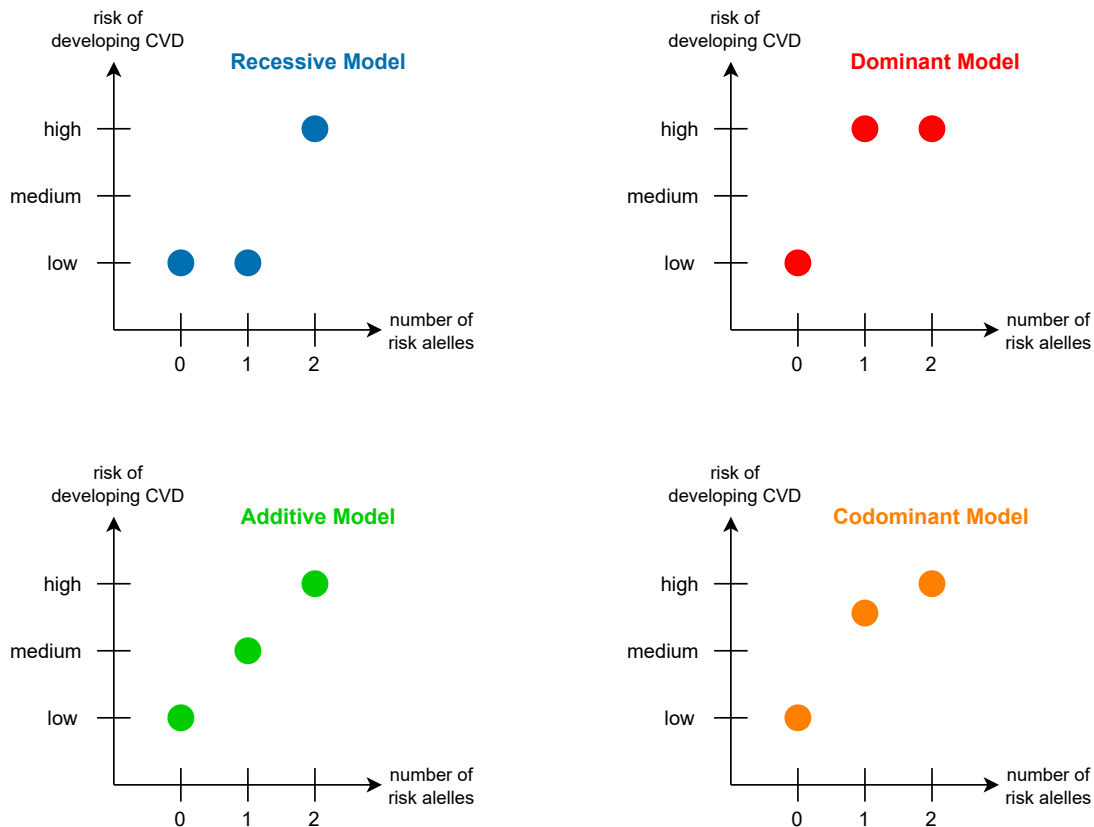 risk of
developing CVD
Recessive Model
high
medium
low
0 1 2
number of
risk alelles
risk of
developing CVD
Dominant Model
high
medium
low
0 1 2
number of
risk alelles
risk of
developing CVD
Additive Model
high
medium
low
0 1 2
number of
risk alelles
risk of
developing CVD
Codominant Model
high
medium
low
0 1 2
number of
risk alelles